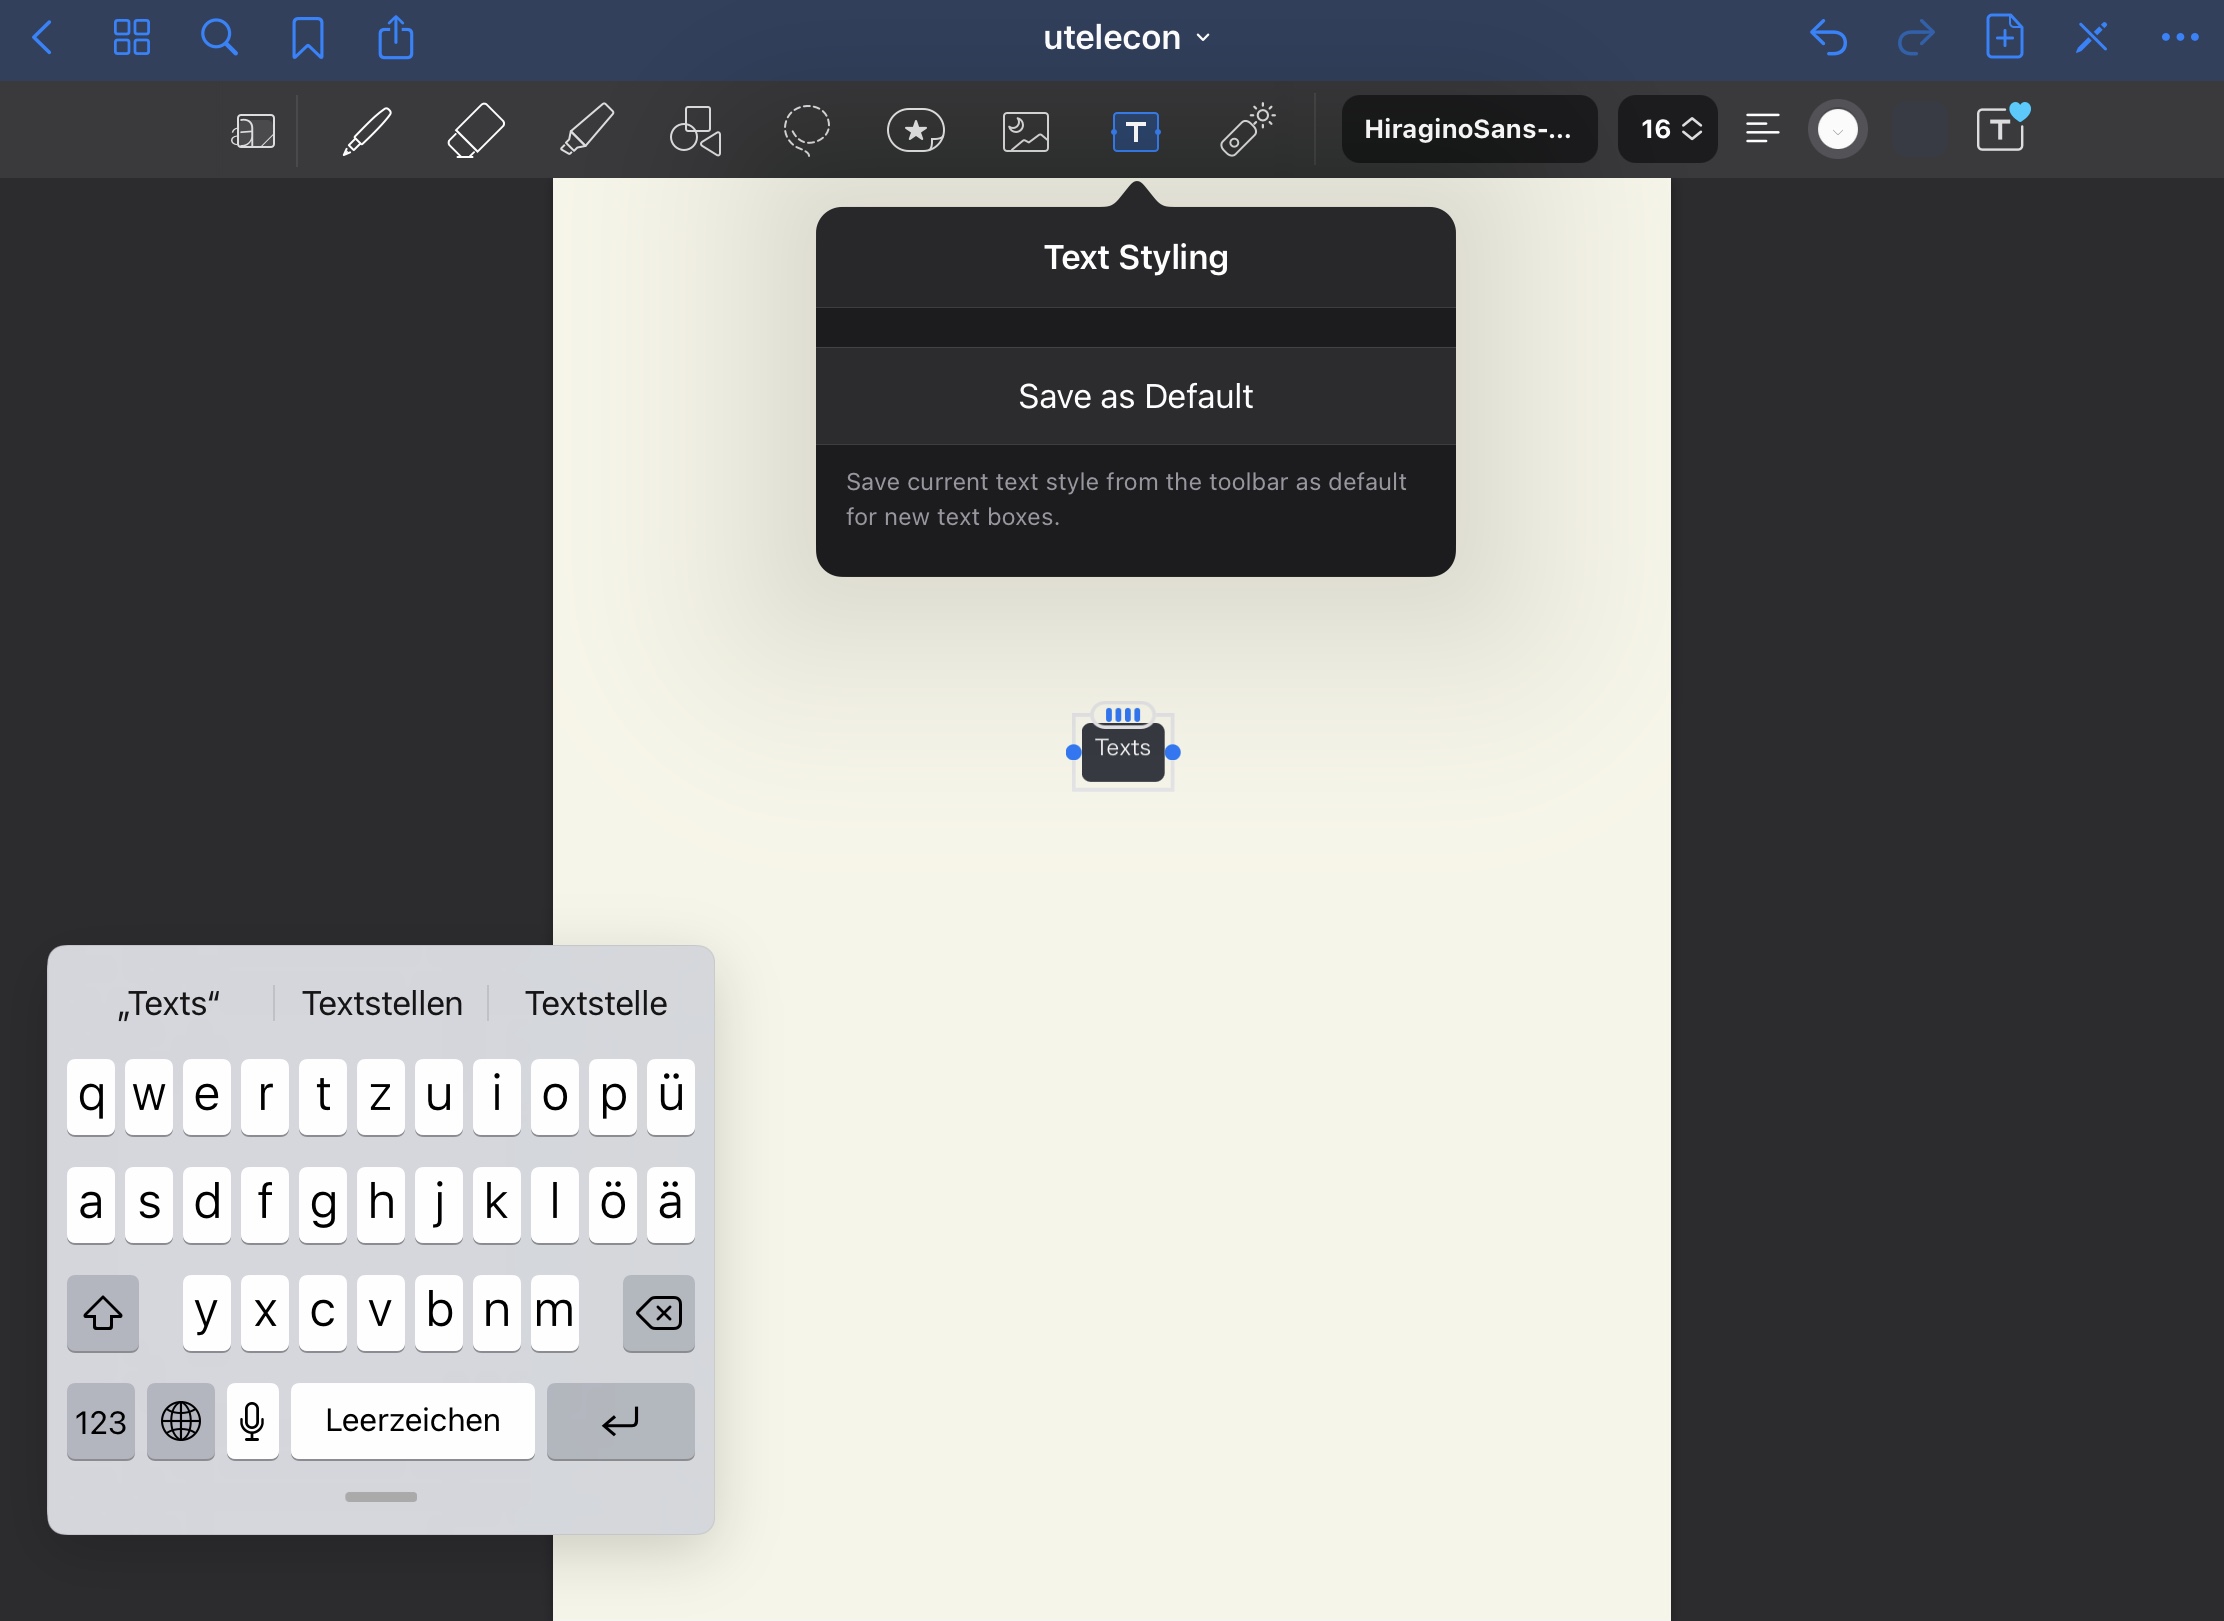 utelecon
HiraginoSans-...
16
T
T
Text Styling
Save as Default
Save current text style from the toolbar as default
for new text boxes.
Texts
„Texts“ Textstellen Textstelle
q w e r t z u i o p ü
a s d f g h j k l ö ä
y x c v b n m
123 Leerzeichen